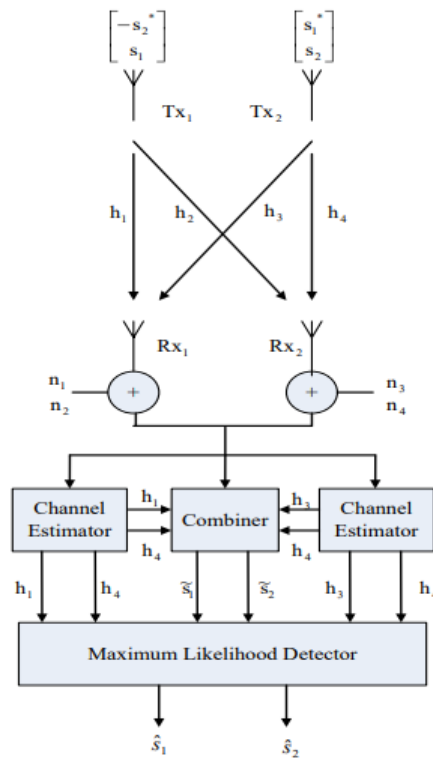 -s₂* s₁*
s₁ s₂
Tx₁ Tx₂
h₁ h₂ h₃ h₄
Rx₁ Rx₂
n₁ n₃
+ +
n₂ n₄
Channel Estimator h₁ h₄ Combiner h₃ h₄ Channel Estimator
h₁ h₄ s̃₁ s̃₂ h₃ h
Maximum Likelihood Detector
ŝ₁ ŝ₂